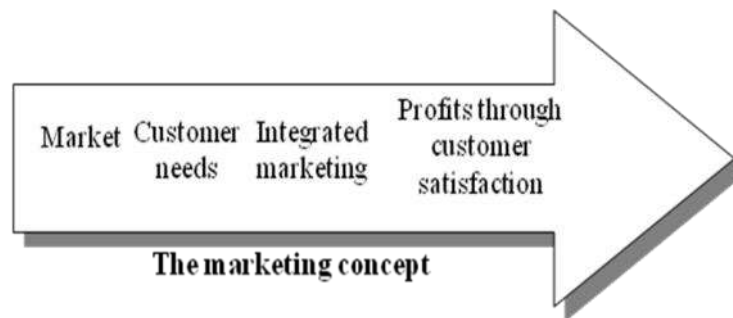 Market
Customer
needs
Integrated
marketing
Profits through
customer
satisfaction
The marketing concept